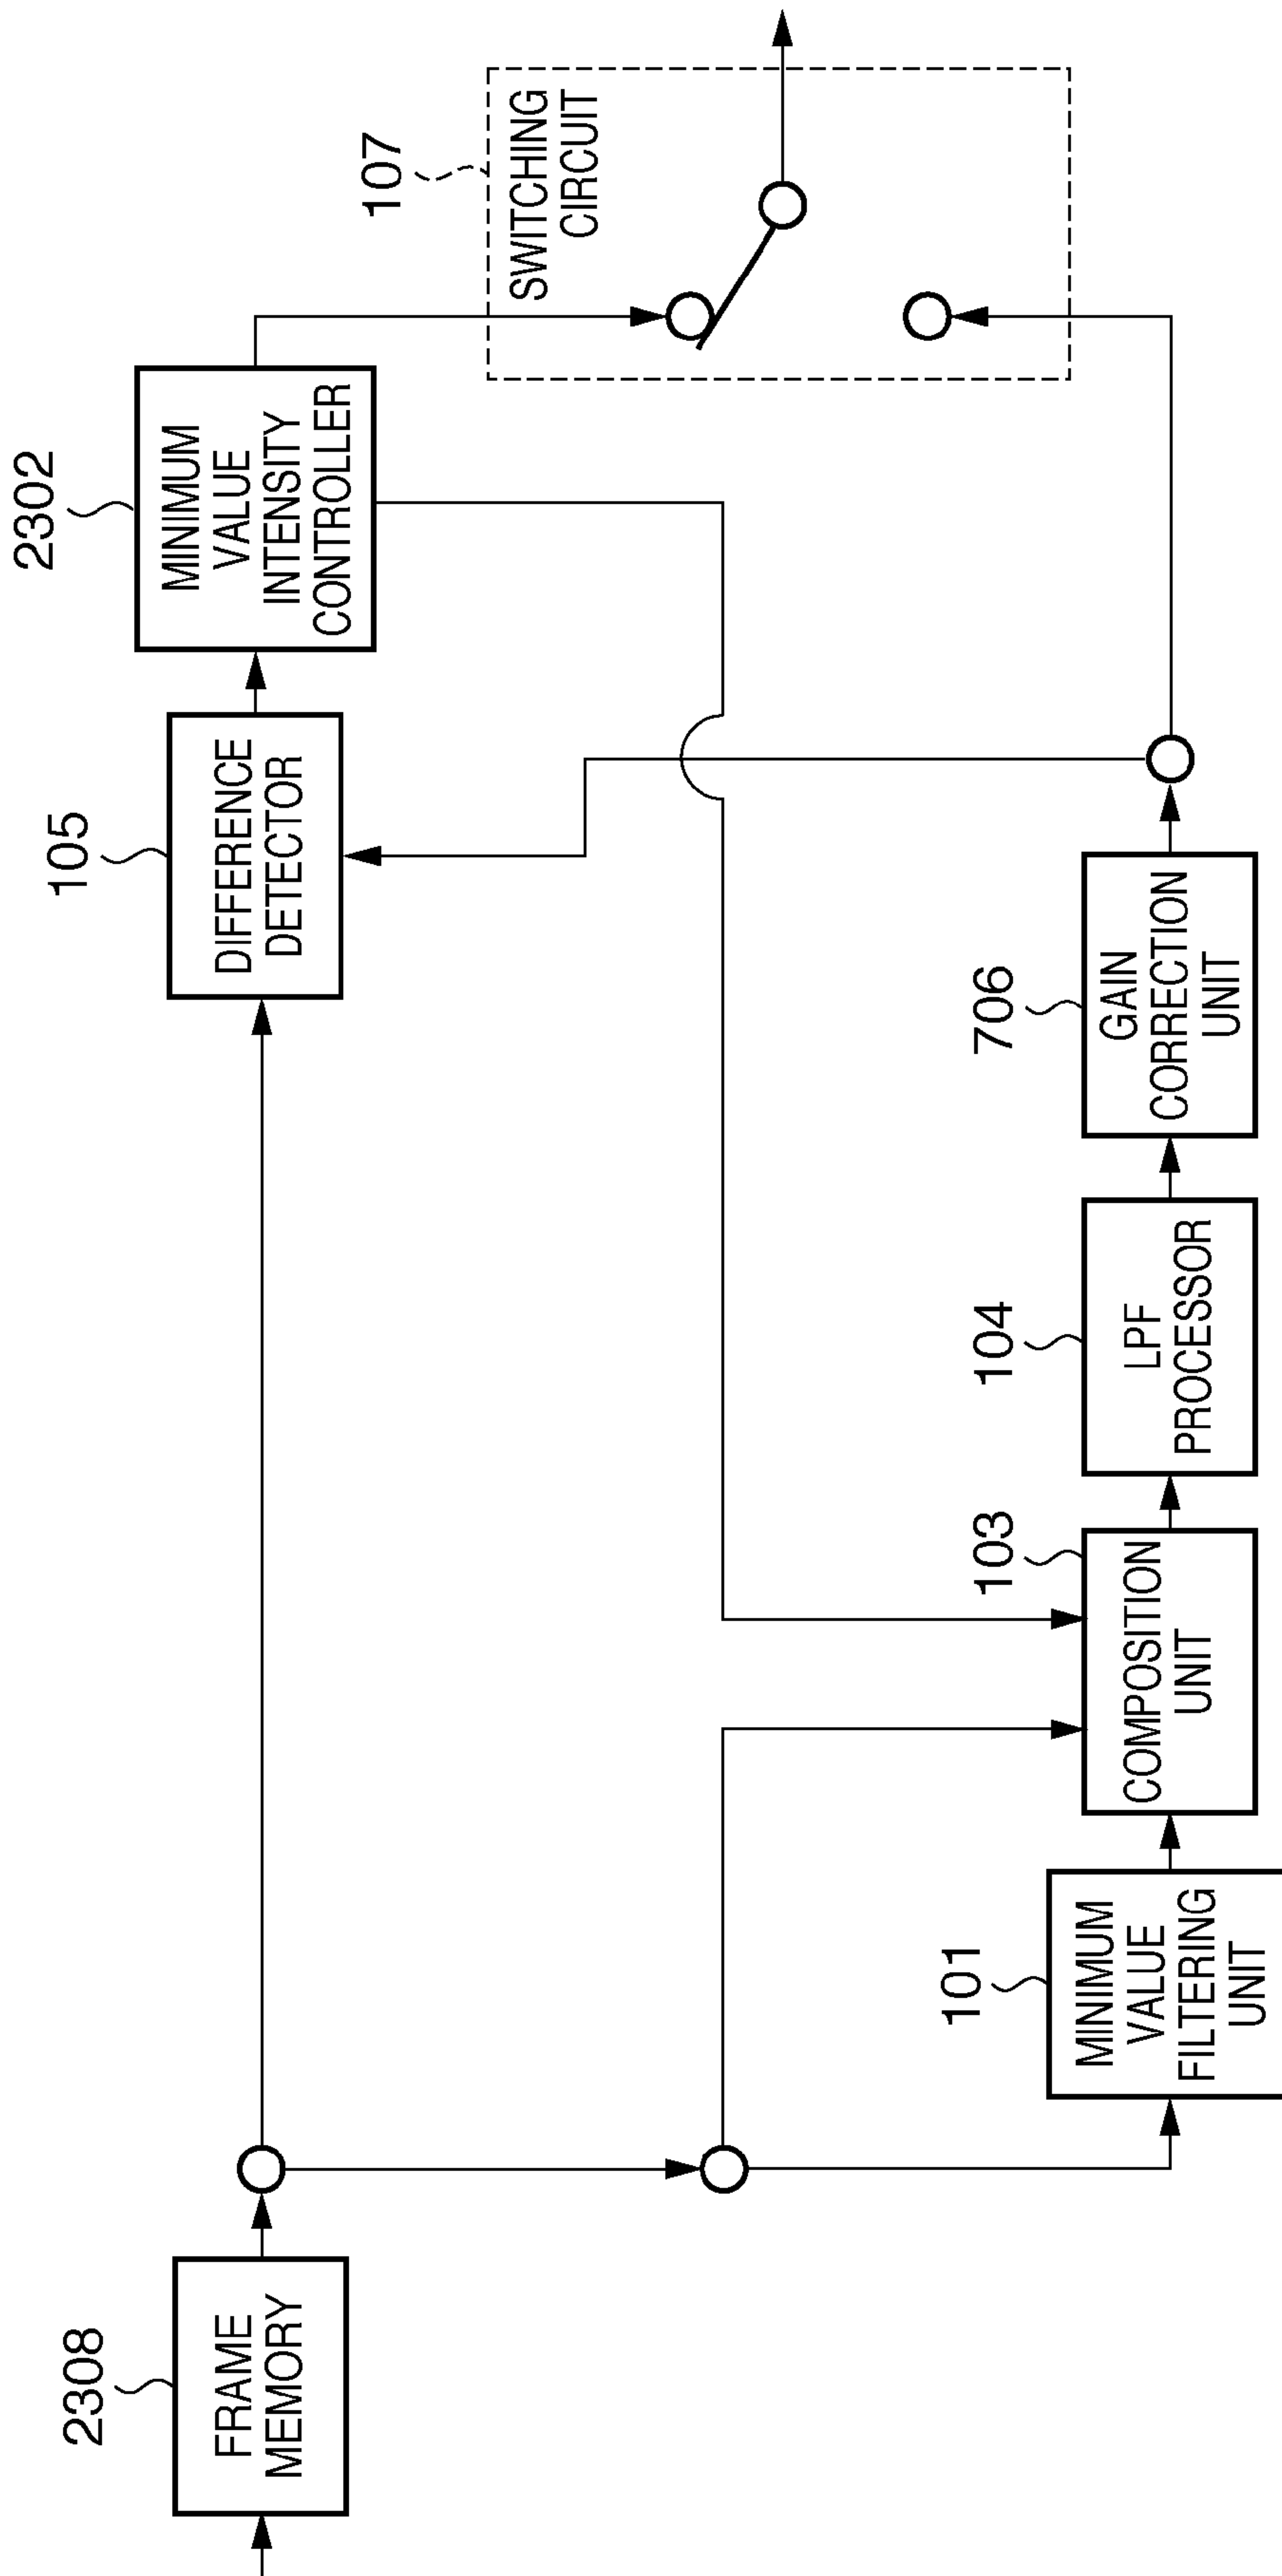 2308
FRAME
MEMORY
105
DIFFERENCE
DETECTOR
2302
MINIMUM
VALUE
INTENSITY
CONTROLLER
107
SWITCHING
CIRCUIT
101
MINIMUM
VALUE
FILTERING
UNIT
103
COMPOSITION
UNIT
104
LPF
PROCESSOR
706
GAIN
CORRECTION
UNIT